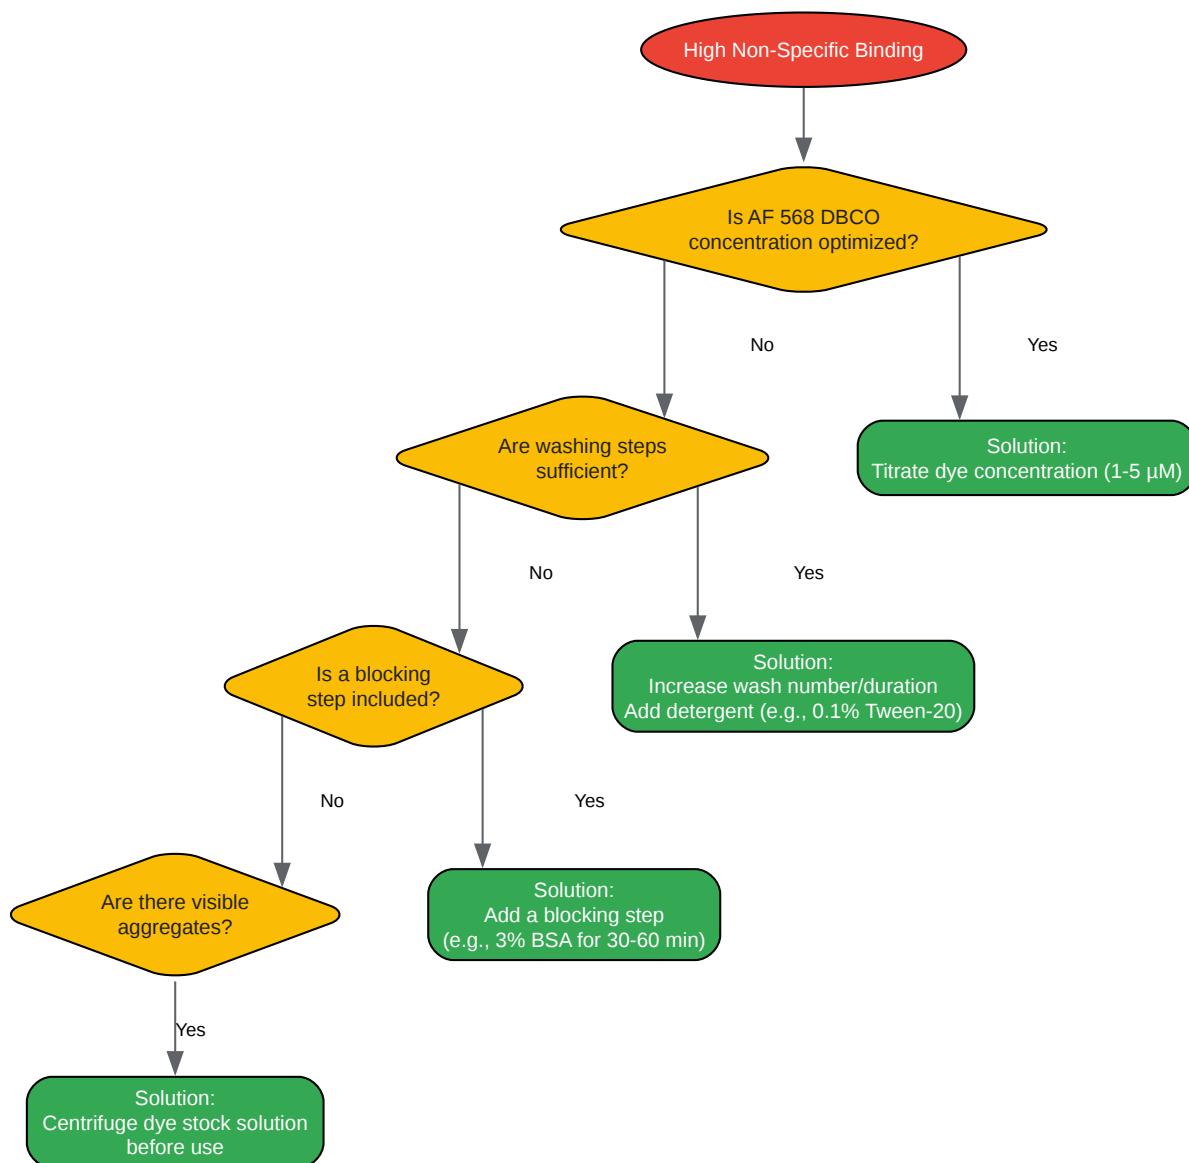 High Non-Specific Binding
Is AF 568 DBCO
concentration optimized?
No
Yes
Are washing steps
sufficient?
Solution:
Titrate dye concentration (1-5 µM)
No
Yes
Is a blocking
step included?
Solution:
Increase wash number/duration
Add detergent (e.g., 0.1% Tween-20)
No
Yes
Are there visible
aggregates?
Solution:
Add a blocking step
(e.g., 3% BSA for 30-60 min)
Yes
Solution:
Centrifuge dye stock solution
before use